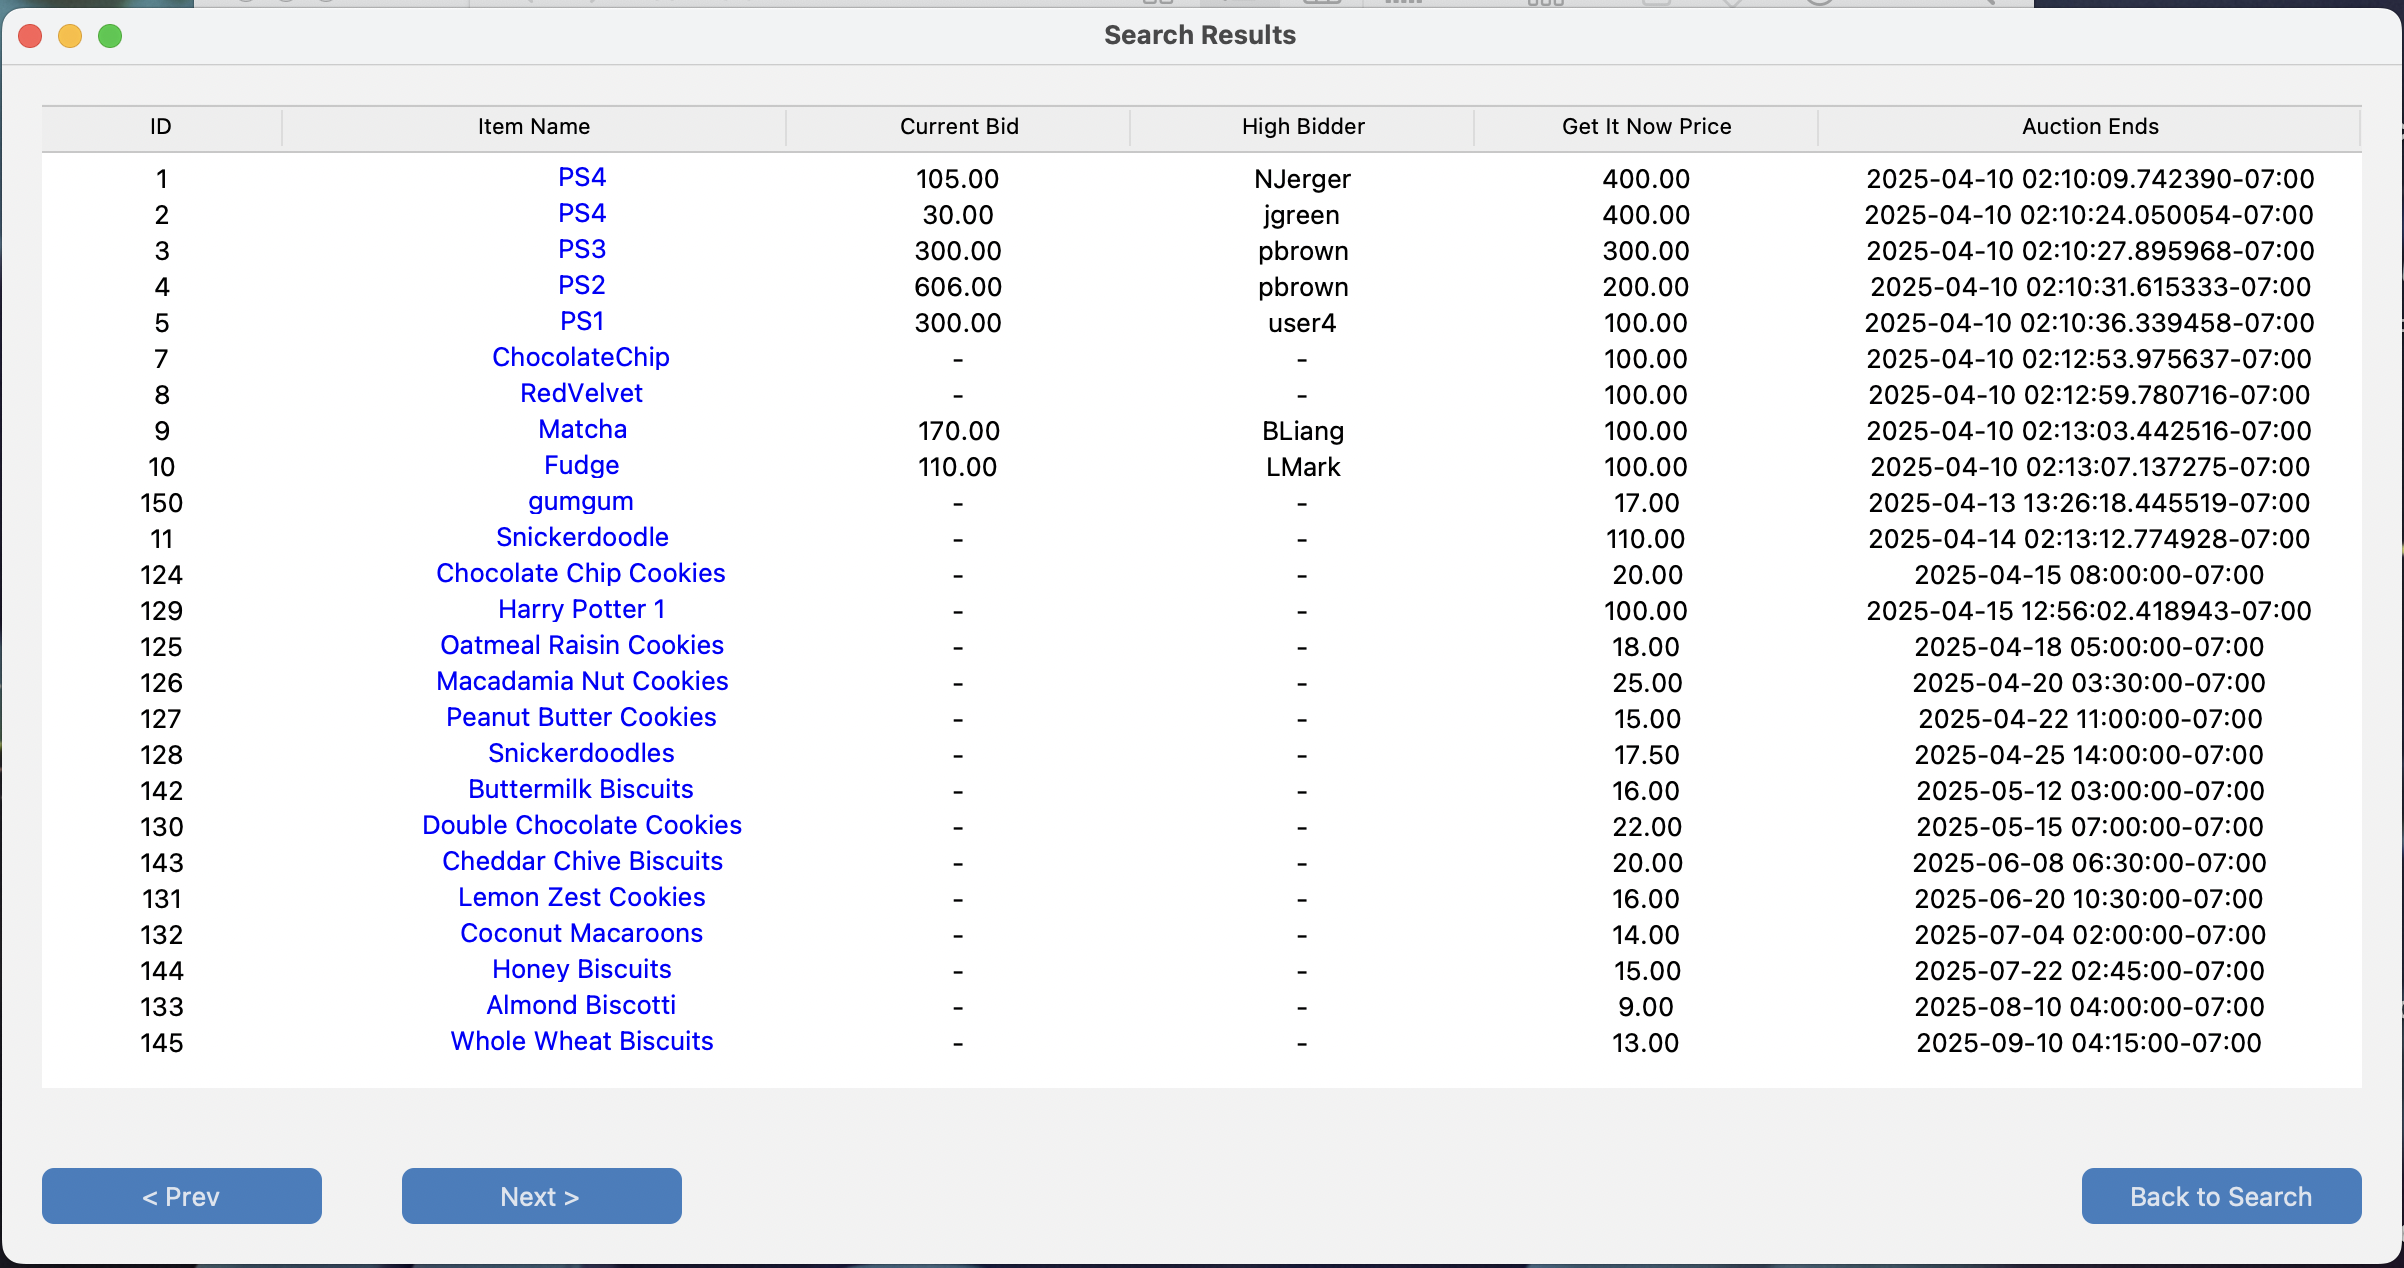 Search Results
ID Item Name Current Bid High Bidder Get It Now Price Auction Ends
1 PS4 105.00 NJerger 400.00 2025-04-10 02:10:09.742390-07:00
2 PS4 30.00 jgreen 400.00 2025-04-10 02:10:24.050054-07:00
3 PS3 300.00 pbrown 300.00 2025-04-10 02:10:27.895968-07:00
4 PS2 606.00 pbrown 200.00 2025-04-10 02:10:31.615333-07:00
5 PS1 300.00 user4 100.00 2025-04-10 02:10:36.339458-07:00
7 ChocolateChip - - 100.00 2025-04-10 02:12:53.975637-07:00
8 RedVelvet - - 100.00 2025-04-10 02:12:59.780716-07:00
9 Matcha 170.00 BLiang 100.00 2025-04-10 02:13:03.442516-07:00
10 Fudge 110.00 LMark 100.00 2025-04-10 02:13:07.137275-07:00
150 gumgum - - 17.00 2025-04-13 13:26:18.445519-07:00
11 Snickerdoodle - - 110.00 2025-04-14 02:13:12.774928-07:00
124 Chocolate Chip Cookies - - 20.00 2025-04-15 08:00:00-07:00
129 Harry Potter 1 - - 100.00 2025-04-15 12:56:02.418943-07:00
125 Oatmeal Raisin Cookies - - 18.00 2025-04-18 05:00:00-07:00
126 Macadamia Nut Cookies - - 25.00 2025-04-20 03:30:00-07:00
127 Peanut Butter Cookies - - 15.00 2025-04-22 11:00:00-07:00
128 Snickerdoodles - - 17.50 2025-04-25 14:00:00-07:00
142 Buttermilk Biscuits - - 16.00 2025-05-12 03:00:00-07:00
130 Double Chocolate Cookies - - 22.00 2025-05-15 07:00:00-07:00
143 Cheddar Chive Biscuits - - 20.00 2025-06-08 06:30:00-07:00
131 Lemon Zest Cookies - - 16.00 2025-06-20 10:30:00-07:00
132 Coconut Macaroons - - 14.00 2025-07-04 02:00:00-07:00
144 Honey Biscuits - - 15.00 2025-07-22 02:45:00-07:00
133 Almond Biscotti - - 9.00 2025-08-10 04:00:00-07:00
145 Whole Wheat Biscuits - - 13.00 2025-09-10 04:15:00-07:00
< Prev Next > Back to Search